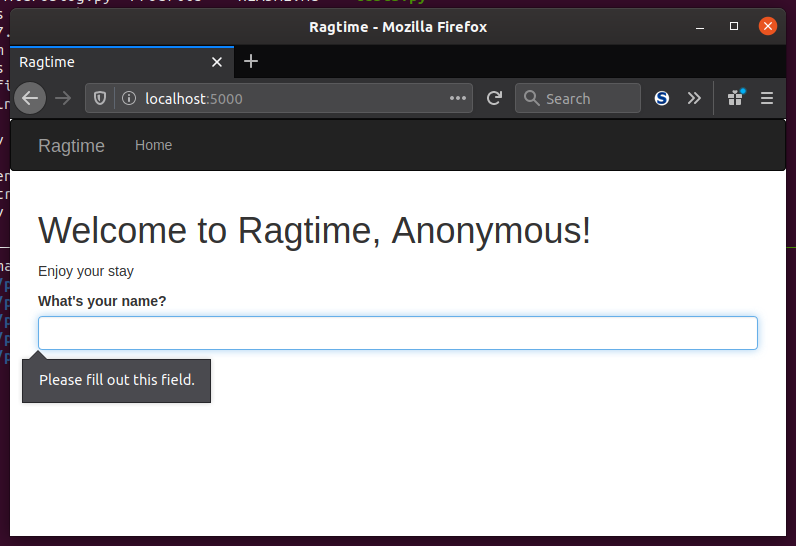 Ragtime - Mozilla Firefox
Ragtime
localhost:5000
Search
Ragtime Home
Welcome to Ragtime, Anonymous!
Enjoy your stay
What's your name?
Please fill out this field.